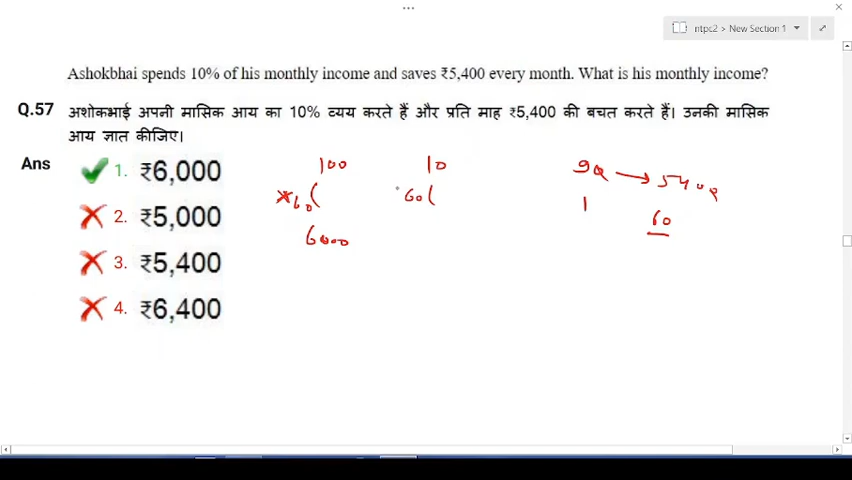 ntpc2 > New Section 1
Ashokbhai spends 10% of his monthly income and saves ₹5,400 every month. What is his monthly income?
Q.57 अशोकभाई अपनी मासिक आय का 10% व्यय करते हैं और प्रति माह ₹5,400 की बचत करते हैं। उनकी मासिक
आय ज्ञात कीजिए।
Ans
1. ₹6,000
2. ₹5,000
3. ₹5,400
4. ₹6,400
100 10
×60( 60(
6000
90 → 5400
1 60